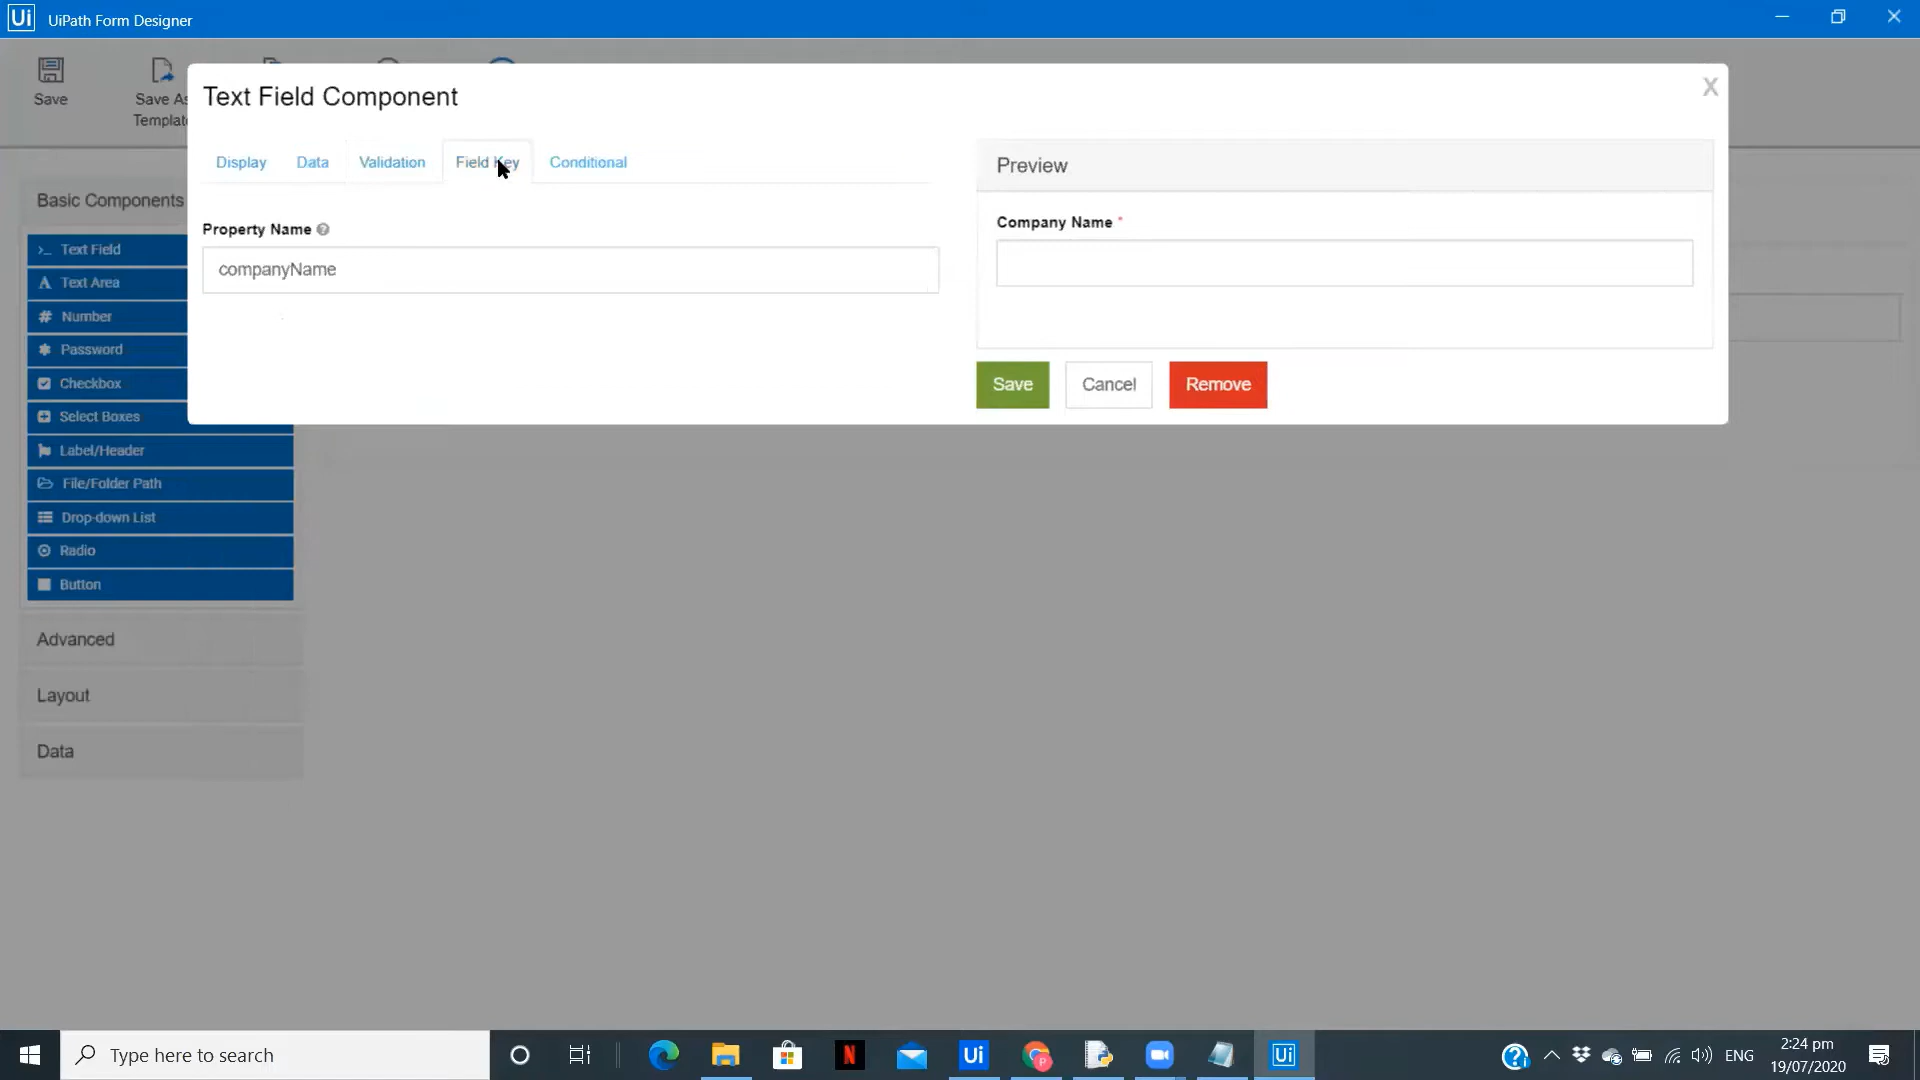 Ui UiPath Form Designer
Save
Save As
Template
Text Field Component
X
Display Data Validation Field Key Conditional
Property Name
companyName
Preview
Company Name *
Save Cancel Remove
Basic Components
Text Field
Text Area
Number
Password
Checkbox
Select Boxes
Label/Header
File/Folder Path
Drop-down List
Radio
Button
Advanced
Layout
Data
Type here to search
N
Ui
P
Ui
ENG
2:24 pm
19/07/2020